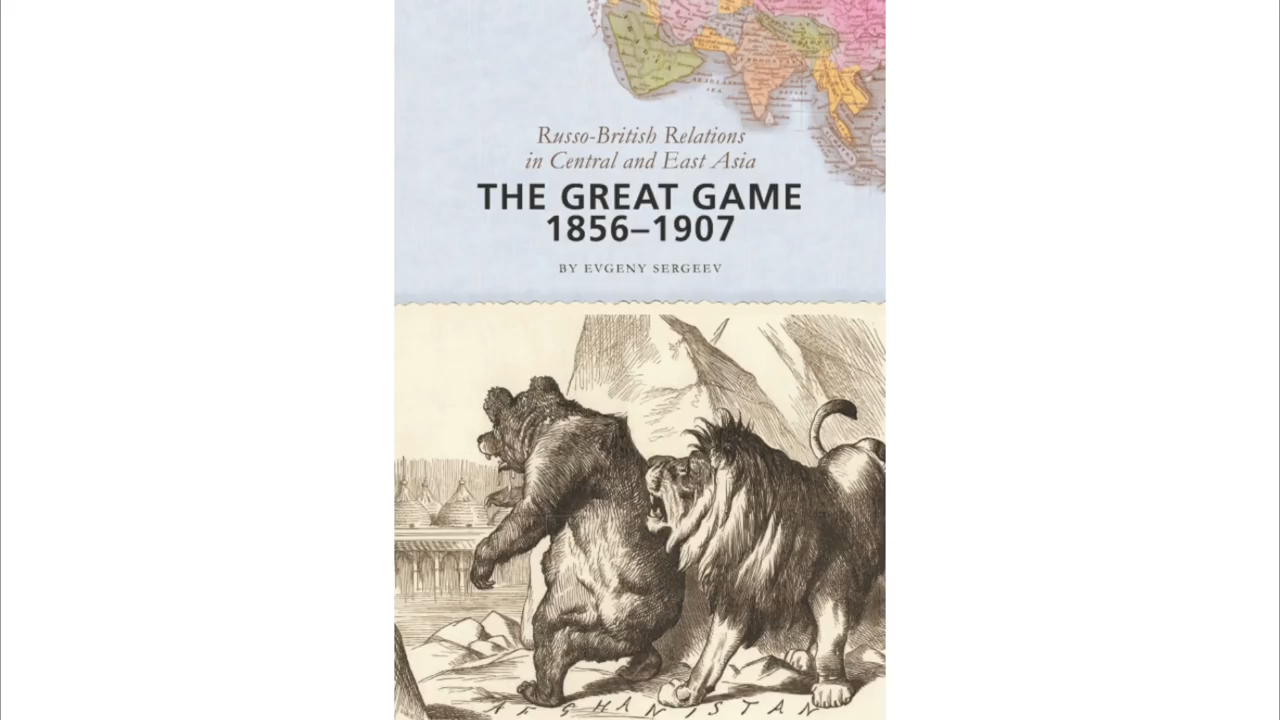 Russo-British Relations
in Central and East Asia
THE GREAT GAME
1856–1907
BY EVGENY SERGEEV
AFGHANISTAN